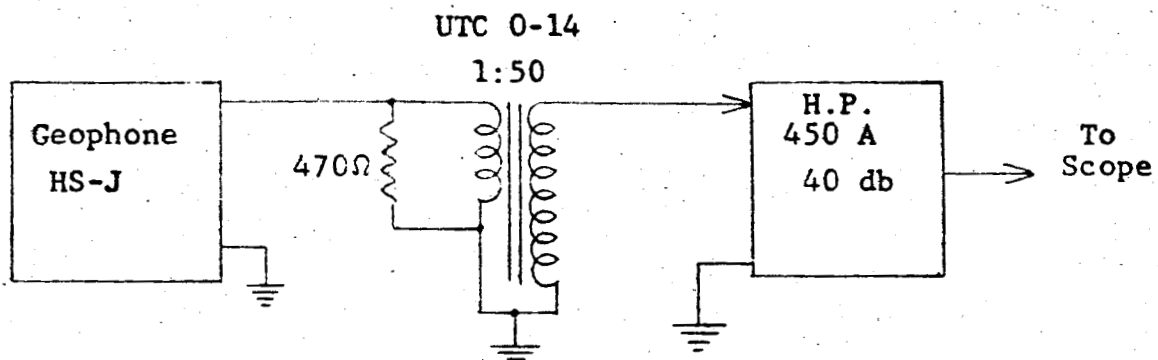 UTC 0-14
1:50
Geophone
HS-J
470Ω
H.P.
450 A
40 db
To
Scope